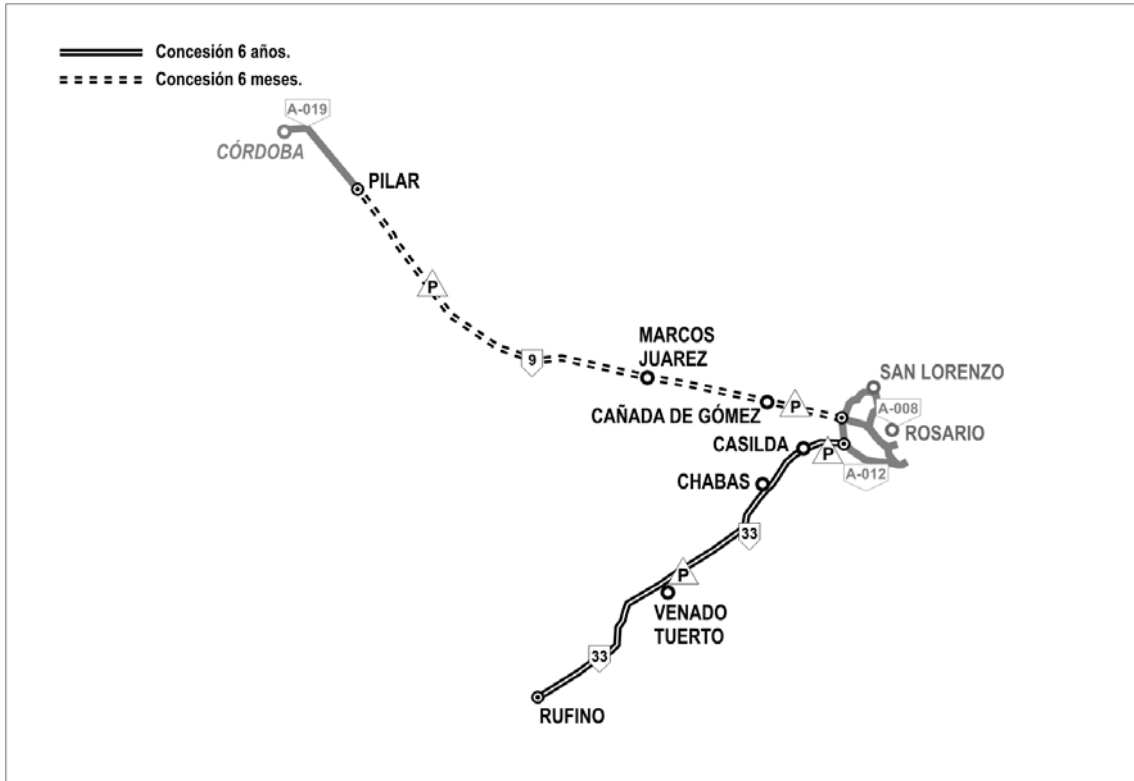 Concesión 6 años.
Concesión 6 meses.
A-019
CÓRDOBA
PILAR
P
9
MARCOS
JUAREZ
SAN LORENZO
CAÑADA DE GÓMEZ
P
A-008
ROSARIO
CASILDA
P
A-012
CHABAS
33
P
VENADO
TUERTO
33
RUFINO